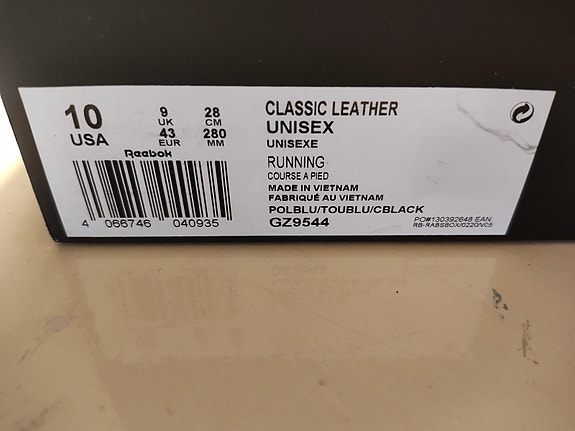 10
USA
9
UK
28
CM
43
EUR
280
MM
Reebok
4 066746 040935
CLASSIC LEATHER
UNISEX
UNISEXE
RUNNING
COURSE A PIED
MADE IN VIETNAM
FABRIQUÉ AU VIETNAM
POLBLU/TOUBLU/CBLACK
GZ9544
PO#130392648 EAN
RB-RABSBOX/0220/V05